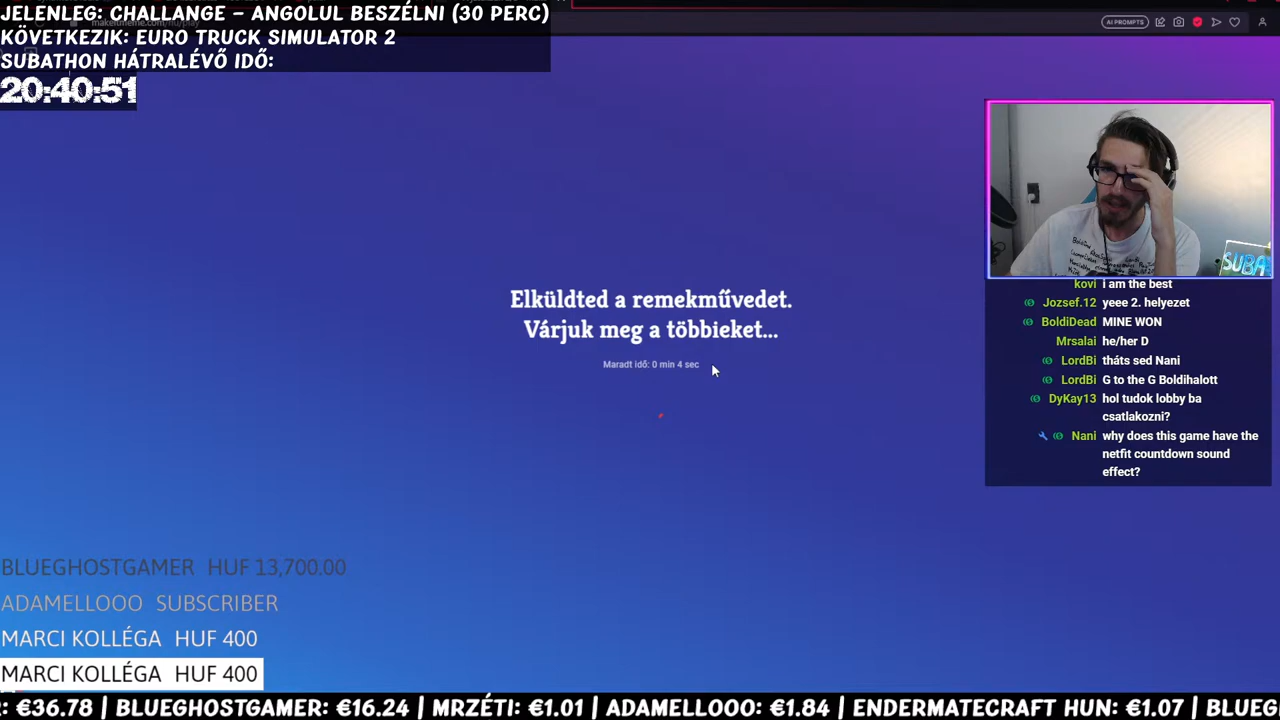 JELENLEG: CHALLANGE – ANGOLUL BESZÉLNI (30 PERC)
KÖVETKEZIK: EURO TRUCK SIMULATOR 2
SUBATHON HÁTRALÉVŐ IDŐ:
20:40:51
AI PROMPTS
Elküldted a remekművedet.
Várjuk meg a többieket...
Maradt idő: 0 min 4 sec
SUBA
kovi i am the best
Jozsef.12 yeee 2. helyezet
BoldiDead MINE WON
Mrsalai he/her D
LordBi tháts sed Nani
LordBi G to the G Boldihalott
DyKay13 hol tudok lobby ba
csatlakozni?
Nani why does this game have the
netfit countdown sound
effect?
BLUEGHOSTGAMER HUF 13,700.00
ADAMELLOOO SUBSCRIBER
MARCI KOLLÉGA HUF 400
MARCI KOLLÉGA HUF 400
: €36.78 | BLUEGHOSTGAMER: €16.24 | MRZÉTI: €1.01 | ADAMELLOOO: €1.84 | ENDERMATECRAFT HUN: €1.07 | BLUEG